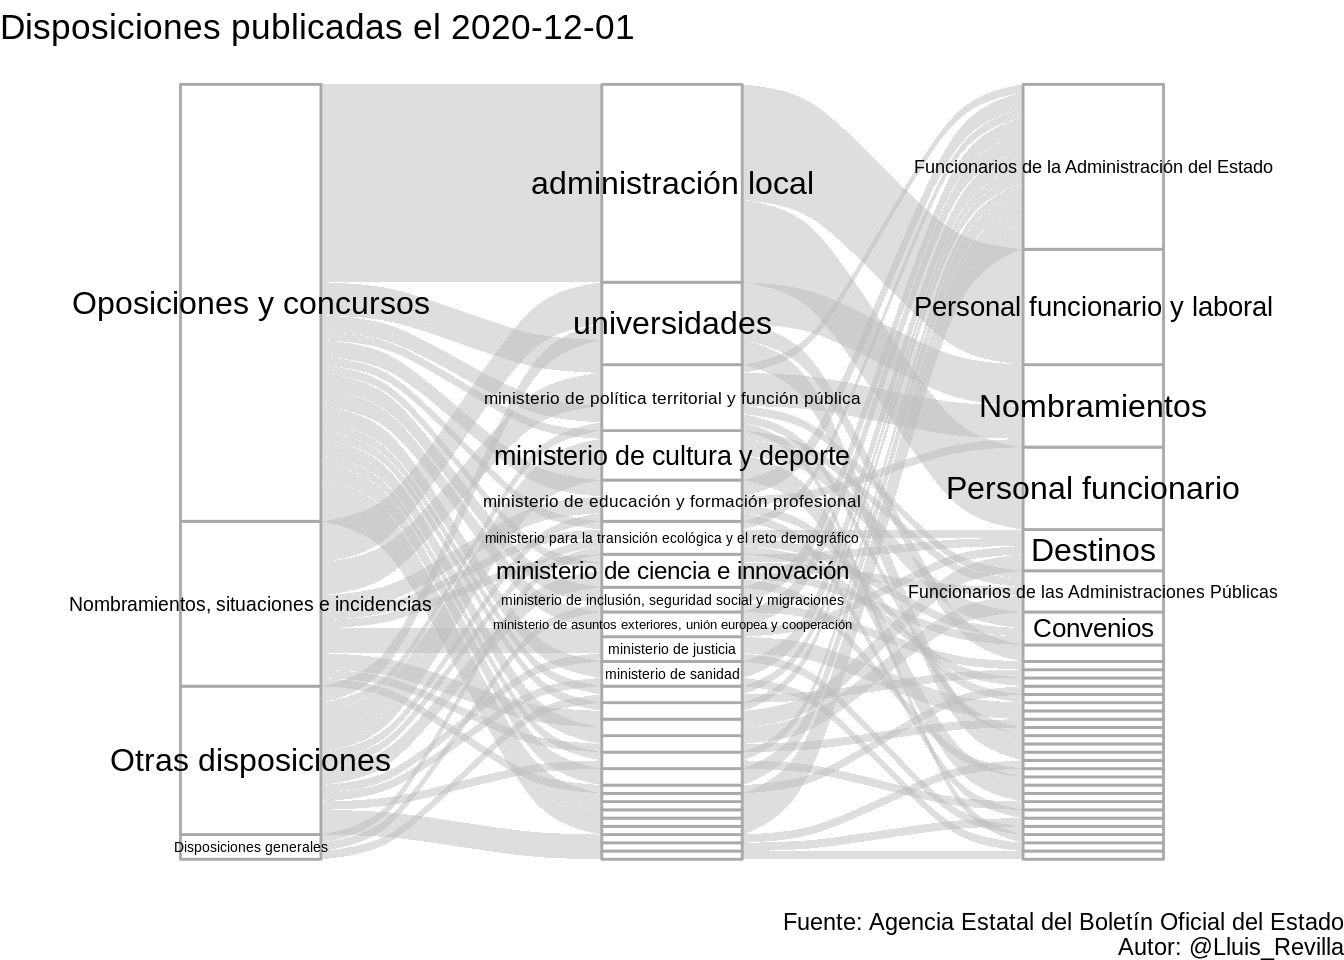 Disposiciones publicadas el 2020-12-01
Oposiciones y concursos
Nombramientos, situaciones e incidencias
Otras disposiciones
Disposiciones generales
administración local
universidades
ministerio de política territorial y función pública
ministerio de cultura y deporte
ministerio de educación y formación profesional
ministerio para la transición ecológica y el reto demográfico
ministerio de ciencia e innovación
ministerio de inclusión, seguridad social y migraciones
ministerio de asuntos exteriores, unión europea y cooperación
ministerio de justicia
ministerio de sanidad
Funcionarios de la Administración del Estado
Personal funcionario y laboral
Nombramientos
Personal funcionario
Destinos
Funcionarios de las Administraciones Públicas
Convenios
Fuente: Agencia Estatal del Boletín Oficial del Estado
Autor: @Lluis_Revilla